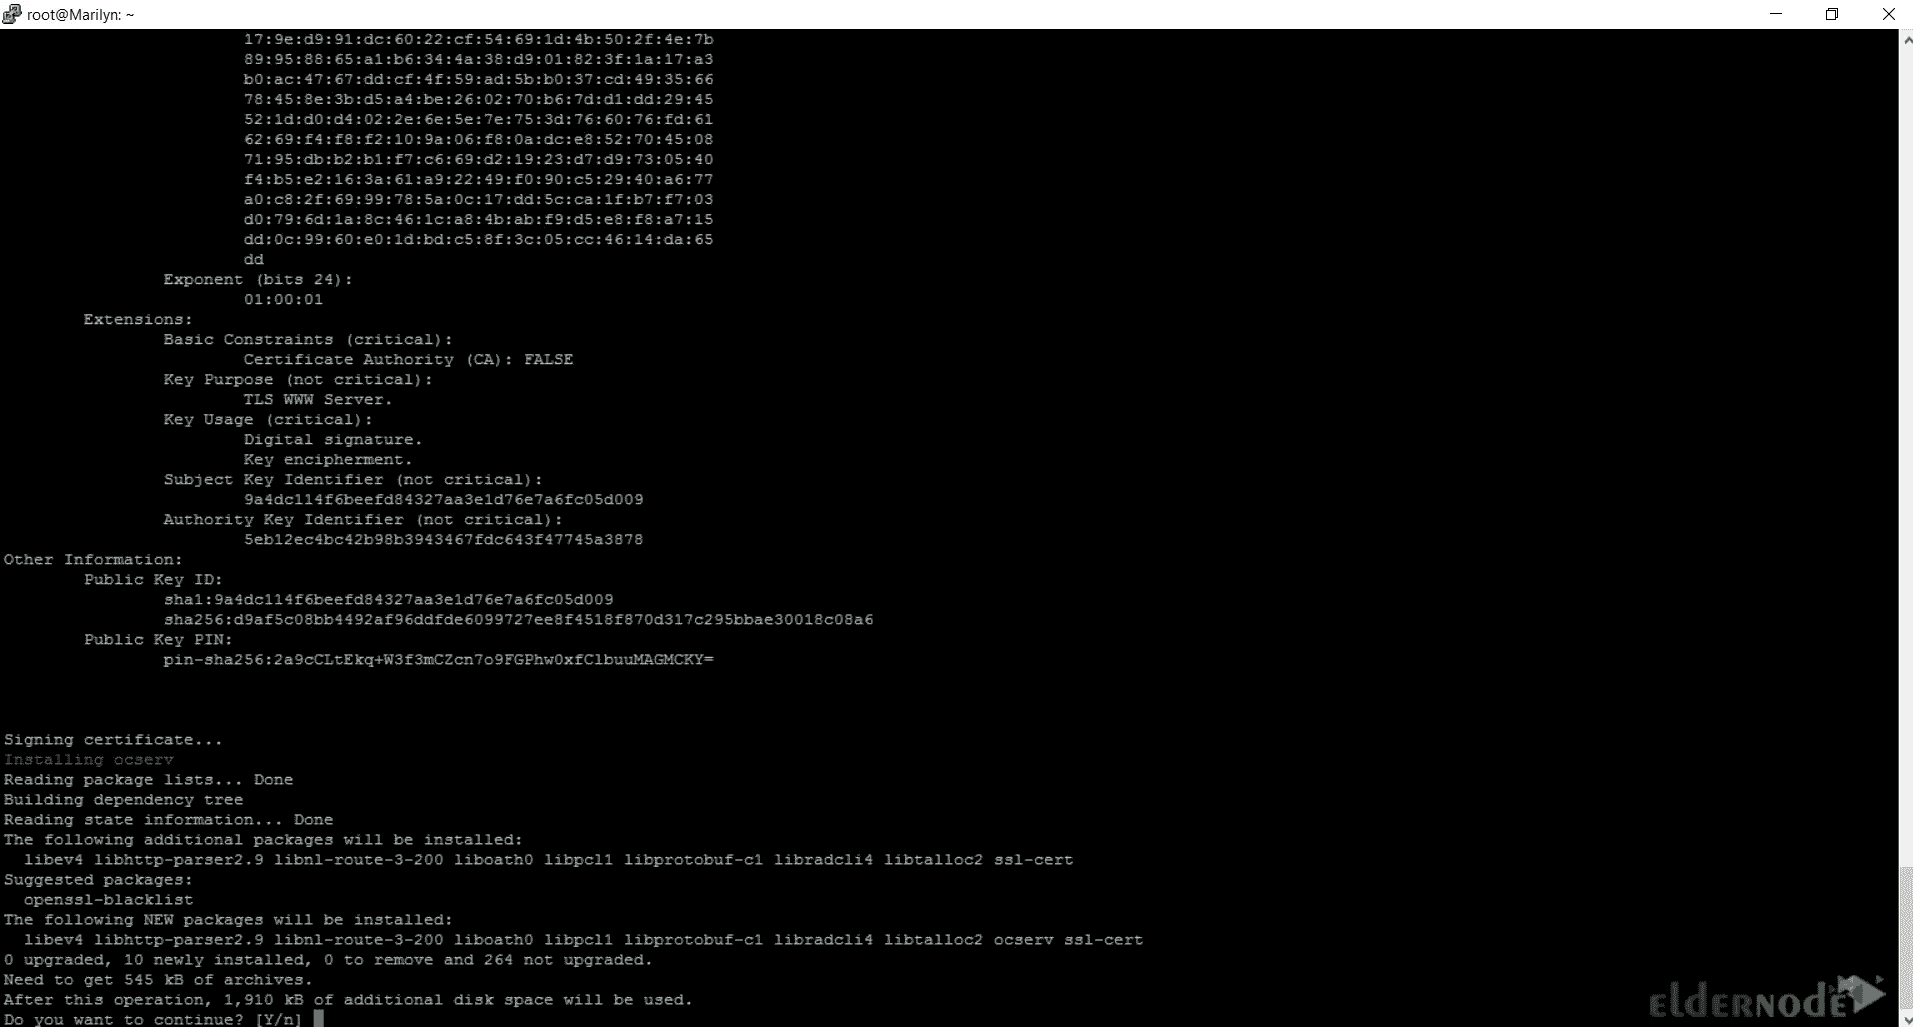 root@Marilyn: ~
17:9e:d9:91:dc:60:22:cf:54:69:1d:4b:50:2f:4e:7b
89:95:88:65:a1:b6:34:4a:38:d9:01:82:3f:1a:17:a3
b0:ac:47:67:dd:cf:4f:59:ad:5b:b0:37:cd:49:35:66
78:45:8e:3b:d5:a4:be:26:02:70:b6:7d:d1:dd:29:45
52:1d:d0:d4:02:2e:6e:5e:7e:75:3d:76:60:76:fd:61
62:69:f4:f8:f2:10:9a:06:f8:0a:dc:e8:52:70:45:08
71:95:db:b2:b1:f7:c6:69:d2:19:23:d7:d9:73:05:40
f4:b5:e2:16:3a:61:a9:22:49:f0:90:c5:29:40:a6:77
a0:c8:2f:69:99:78:5a:0c:17:dd:5c:ca:1f:b7:f7:03
d0:79:6d:1a:8c:46:1c:a8:4b:ab:f9:d5:e8:f8:a7:15
dd:0c:99:60:e0:1d:bd:c5:8f:3c:05:cc:46:14:da:65
dd
Exponent (bits 24):
01:00:01
Extensions:
Basic Constraints (critical):
Certificate Authority (CA): FALSE
Key Purpose (not critical):
TLS WWW Server.
Key Usage (critical):
Digital signature.
Key encipherment.
Subject Key Identifier (not critical):
9a4dc114f6beefd84327aa3e1d76e7a6fc05d009
Authority Key Identifier (not critical):
5eb12ec4bc42b98b3943467fdc643f47745a3878
Other Information:
Public Key ID:
sha1:9a4dc114f6beefd84327aa3e1d76e7a6fc05d009
sha256:d9af5c08bb4492af96ddfde6099727ee8f4518f870d317c295bbae30018c08a6
Public Key PIN:
pin-sha256:2a9cCLtEkq+W3f3mCZcn7o9FGPhw0xfClbuuMAGMCKY=
Signing certificate...
Installing ocserv
Reading package lists... Done
Building dependency tree
Reading state information... Done
The following additional packages will be installed:
libev4 libhttp-parser2.9 libnl-route-3-200 liboath0 libpcl1 libprotobuf-c1 libradcli4 libtalloc2 ssl-cert
Suggested packages:
openssl-blacklist
The following NEW packages will be installed:
libev4 libhttp-parser2.9 libnl-route-3-200 liboath0 libpcl1 libprotobuf-c1 libradcli4 libtalloc2 ocserv ssl-cert
0 upgraded, 10 newly installed, 0 to remove and 264 not upgraded.
Need to get 545 kB of archives.
After this operation, 1,910 kB of additional disk space will be used.
Do you want to continue? [Y/n]
elderNODE